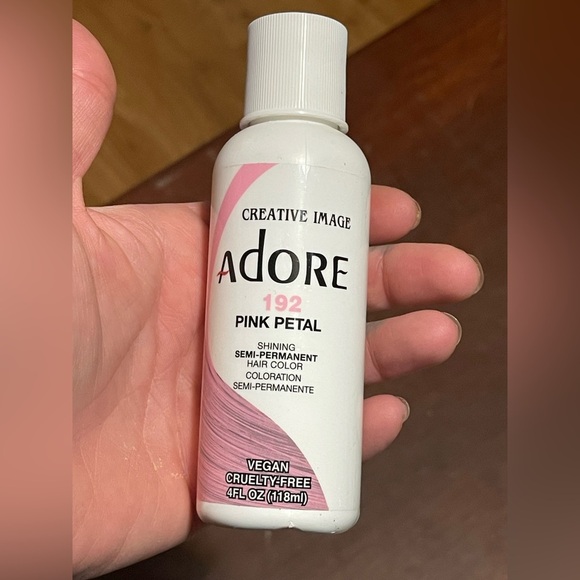 CREATIVE IMAGE
ADORE
192
PINK PETAL
SHINING
SEMI-PERMANENT
HAIR COLOR
COLORATION
SEMI-PERMANENTE
VEGAN
CRUELTY-FREE
4FL OZ (118ml)